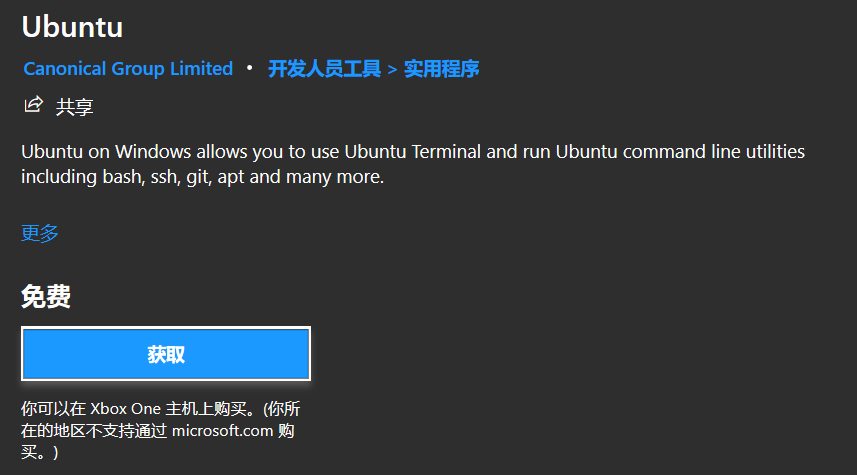 Ubuntu
Canonical Group Limited • 开发人员工具 > 实用程序
共享
Ubuntu on Windows allows you to use Ubuntu Terminal and run Ubuntu command line utilities
including bash, ssh, git, apt and many more.
更多
免费
获取
你可以在 Xbox One 主机上购买。(你所
在的地区不支持通过 microsoft.com 购
买。)